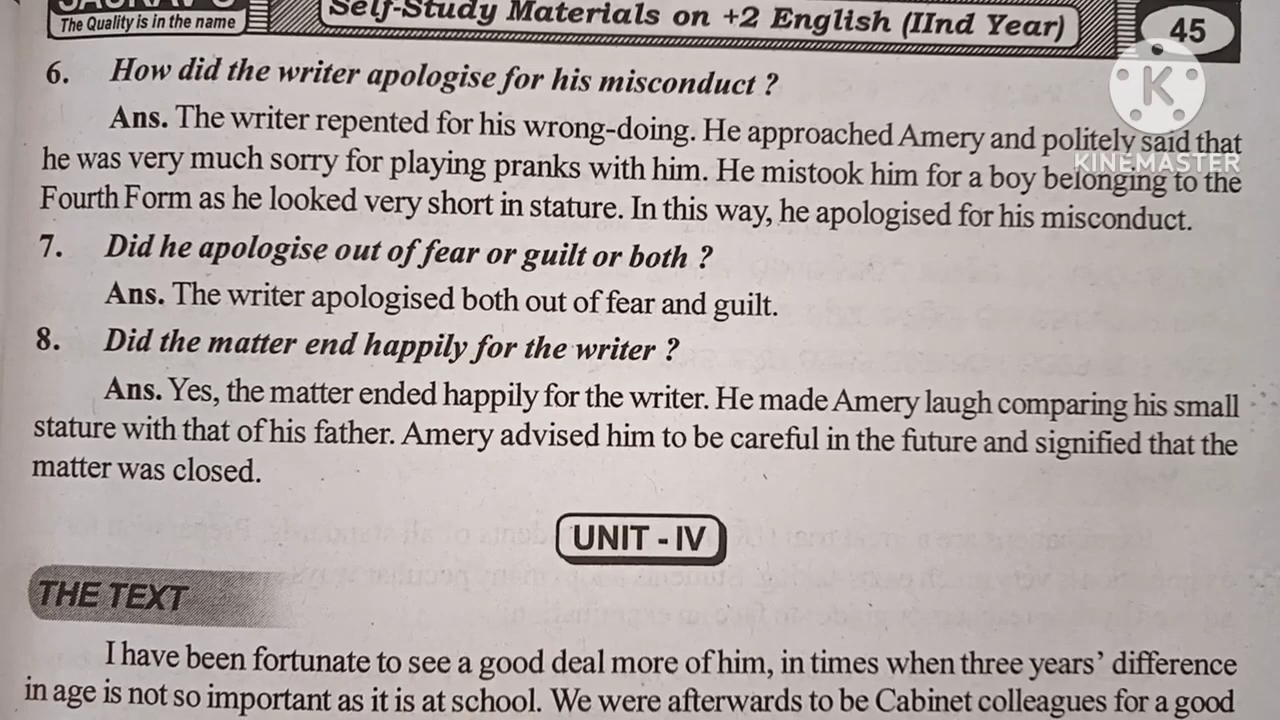 The Quality is in the name
Self-Study Materials on +2 English (IInd Year)
45
6. How did the writer apologise for his misconduct ?
Ans. The writer repented for his wrong-doing. He approached Amery and politely said that
he was very much sorry for playing pranks with him. He mistook him for a boy belonging to the
Fourth Form as he looked very short in stature. In this way, he apologised for his misconduct.
7. Did he apologise out of fear or guilt or both ?
Ans. The writer apologised both out of fear and guilt.
8. Did the matter end happily for the writer ?
Ans. Yes, the matter ended happily for the writer. He made Amery laugh comparing his small
stature with that of his father. Amery advised him to be careful in the future and signified that the
matter was closed.
UNIT - IV
THE TEXT
I have been fortunate to see a good deal more of him, in times when three years' difference
in age is not so important as it is at school. We were afterwards to be Cabinet colleagues for a good
K
KINEMASTER